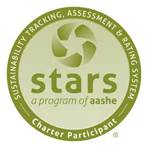 SUSTAINABILITY TRACKING, ASSESSMENT & RATING SYSTEM
stars
a program of aashe
Charter Participant
®